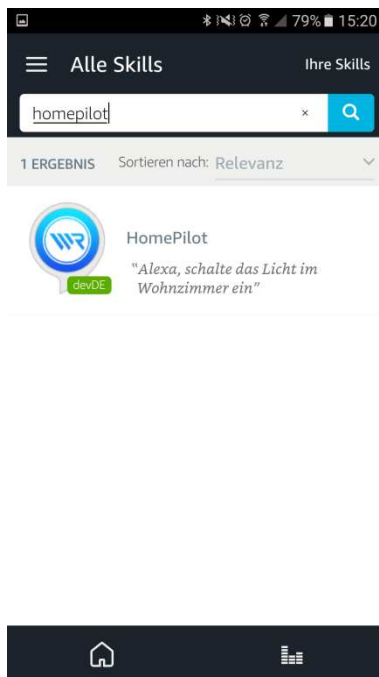 79% 15:20
Alle Skills
Ihre Skills
homepilot
1 ERGEBNIS Sortieren nach: Relevanz
WR
devDE
HomePilot
"Alexa, schalte das Licht im
Wohnzimmer ein"